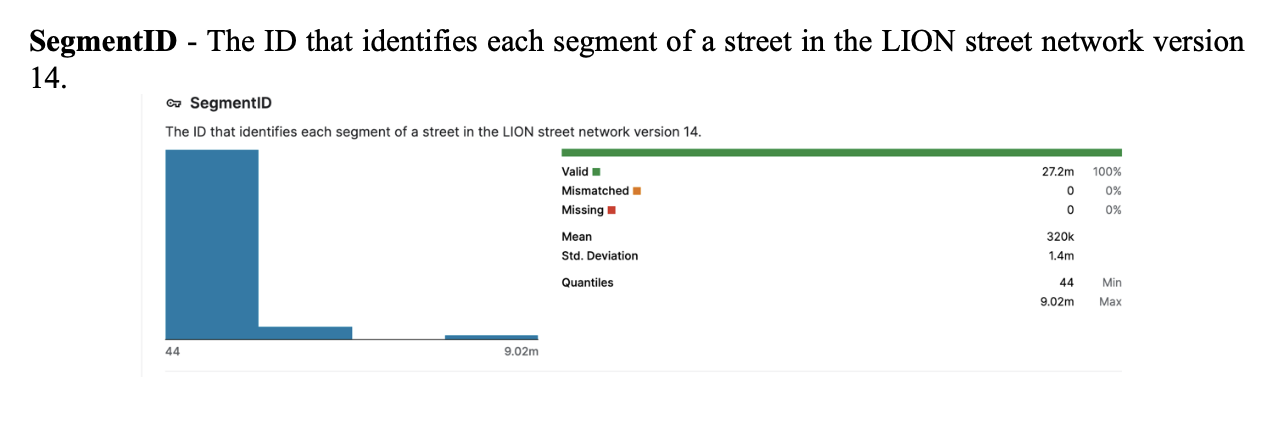 SegmentID - The ID that identifies each segment of a street in the LION street network version
14.
SegmentID
The ID that identifies each segment of a street in the LION street network version 14.
Valid 27.2m 100%
Mismatched 0 0%
Missing 0 0%
Mean 320k
Std. Deviation 1.4m
Quantiles 44 Min
9.02m Max
44 9.02m